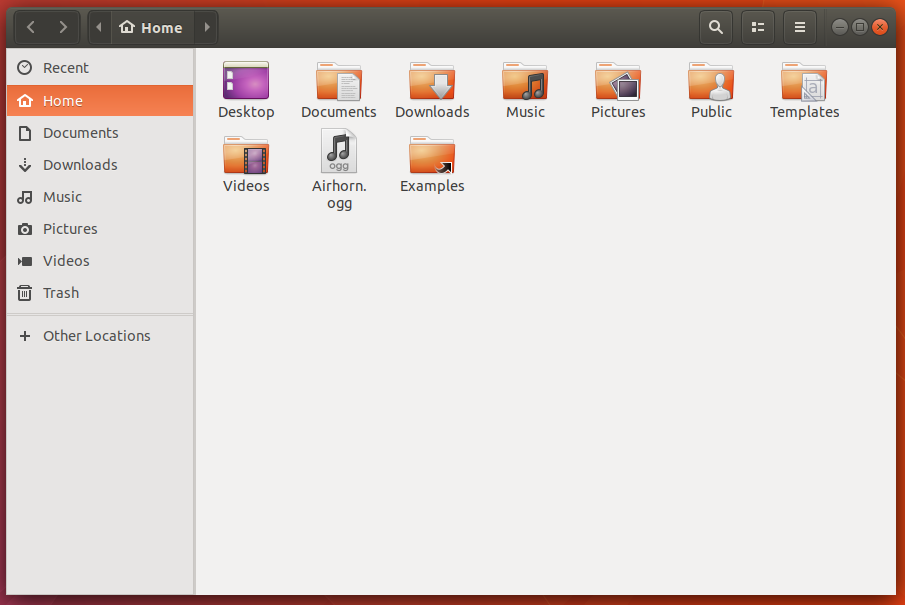 Home
Recent
Home
Documents
Downloads
Music
Pictures
Videos
Trash
Other Locations
Desktop
Documents
Downloads
Music
Pictures
Public
Templates
Videos
ogg
Airhorn.
ogg
Examples